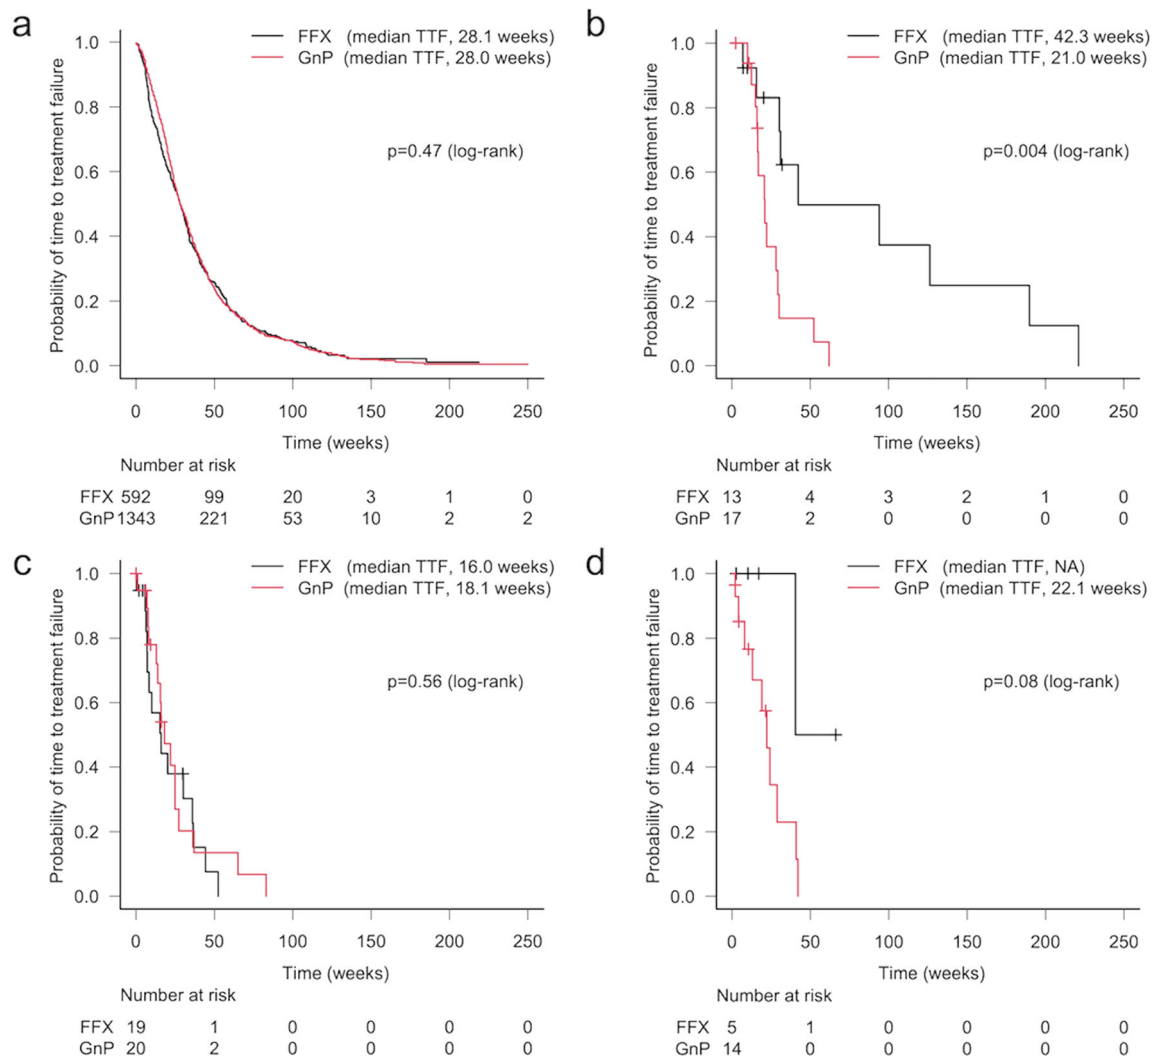 a
FFX (median TTF, 28.1 weeks)
GnP (median TTF, 28.0 weeks)
p=0.47 (log-rank)
Probability of time to treatment failure
1.0
0.8
0.6
0.4
0.2
0.0
0 50 100 150 200 250
Time (weeks)
Number at risk
FFX 592 99 20 3 1 0
GnP 1343 221 53 10 2 2
b
FFX (median TTF, 42.3 weeks)
GnP (median TTF, 21.0 weeks)
p=0.004 (log-rank)
Probability of time to treatment failure
1.0
0.8
0.6
0.4
0.2
0.0
0 50 100 150 200 250
Time (weeks)
Number at risk
FFX 13 4 3 2 1 0
GnP 17 2 0 0 0 0
c
FFX (median TTF, 16.0 weeks)
GnP (median TTF, 18.1 weeks)
p=0.56 (log-rank)
Probability of time to treatment failure
1.0
0.8
0.6
0.4
0.2
0.0
0 50 100 150 200 250
Time (weeks)
Number at risk
FFX 19 1 0 0 0 0
GnP 20 2 0 0 0 0
d
FFX (median TTF, NA)
GnP (median TTF, 22.1 weeks)
p=0.08 (log-rank)
Probability of time to treatment failure
1.0
0.8
0.6
0.4
0.2
0.0
0 50 100 150 200 250
Time (weeks)
Number at risk
FFX 5 1 0 0 0 0
GnP 14 0 0 0 0 0